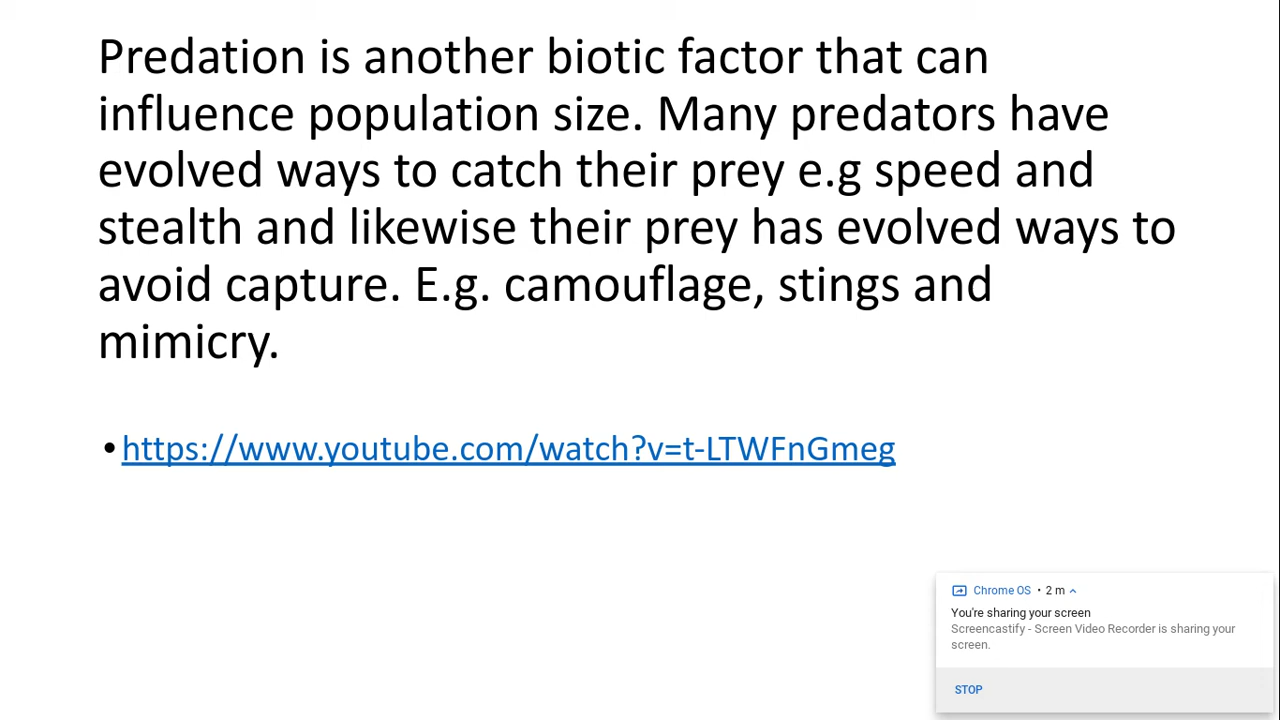 Predation is another biotic factor that can
influence population size. Many predators have
evolved ways to catch their prey e.g speed and
stealth and likewise their prey has evolved ways to
avoid capture. E.g. camouflage, stings and
mimicry.
• https://www.youtube.com/watch?v=t-LTWFnGmeg
Chrome OS • 2 m
You're sharing your screen
Screencastify - Screen Video Recorder is sharing your
screen.
STOP